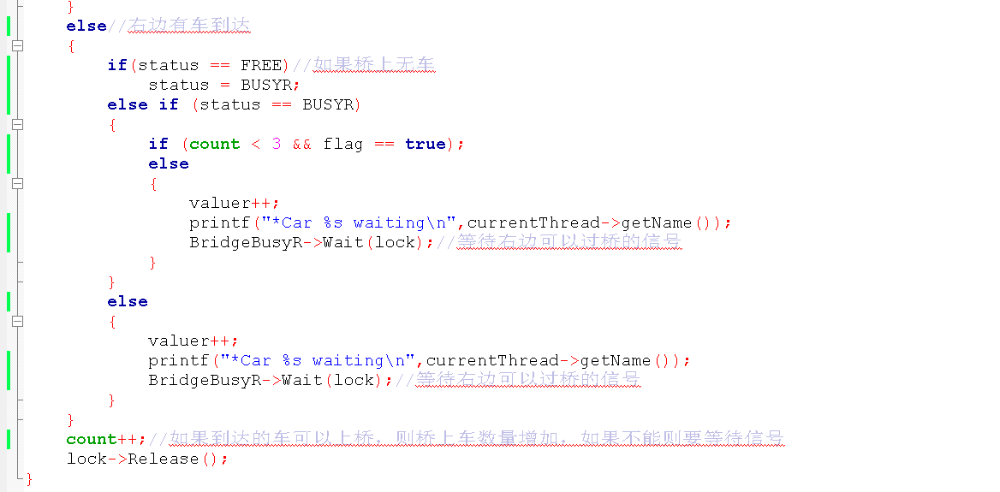 }
else//右边有车到达
{
if(status == FREE)//如果桥上无车
status = BUSYR;
else if (status == BUSYR)
{
if (count < 3 && flag == true);
else
{
valuer++;
printf("*Car %s waiting\n",currentThread->getName());
BridgeBusyR->Wait(lock);//等待右边可以过桥的信号
}
}
else
{
valuer++;
printf("*Car %s waiting\n",currentThread->getName());
BridgeBusyR->Wait(lock);//等待右边可以过桥的信号
}
}
count++;//如果到达的车可以上桥，则桥上车数量增加，如果不能则要等待信号
lock->Release();
}